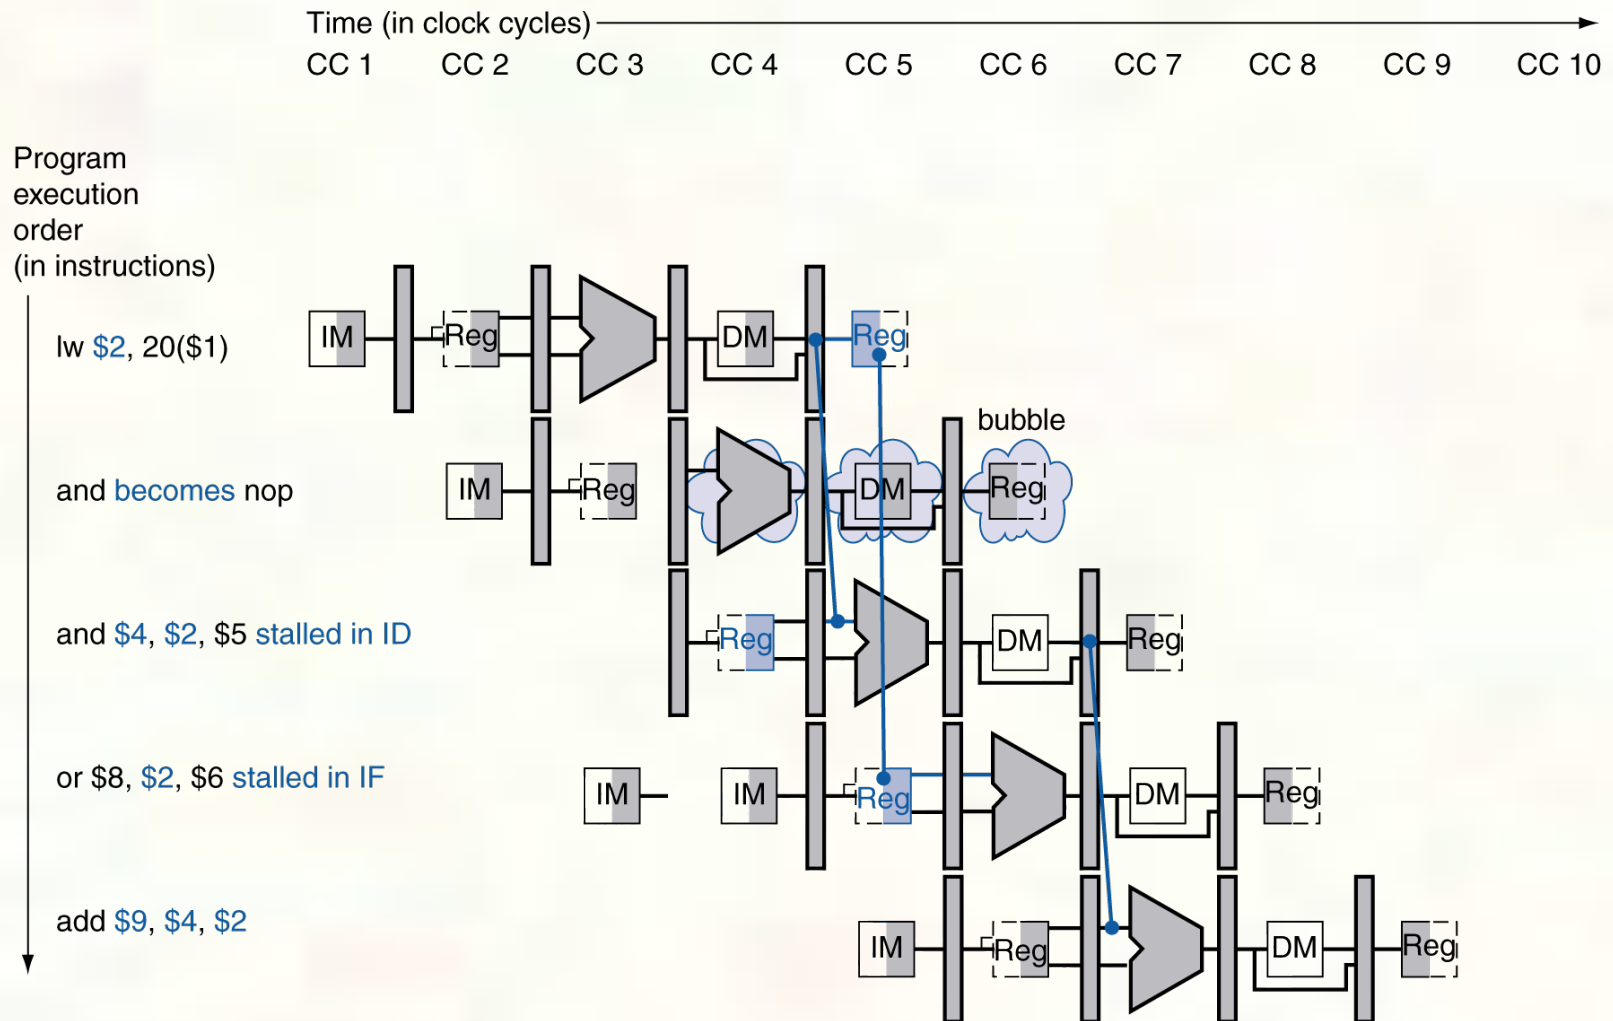 Time (in clock cycles)
CC 1 CC 2 CC 3 CC 4 CC 5 CC 6 CC 7 CC 8 CC 9 CC 10
Program
execution
order
(in instructions)
lw $2, 20($1)
IM Reg DM Reg
bubble
and becomes nop
IM Reg DM Reg
and $4, $2, $5 stalled in ID
Reg DM Reg
or $8, $2, $6 stalled in IF
IM IM Reg DM Reg
add $9, $4, $2
IM Reg DM Reg